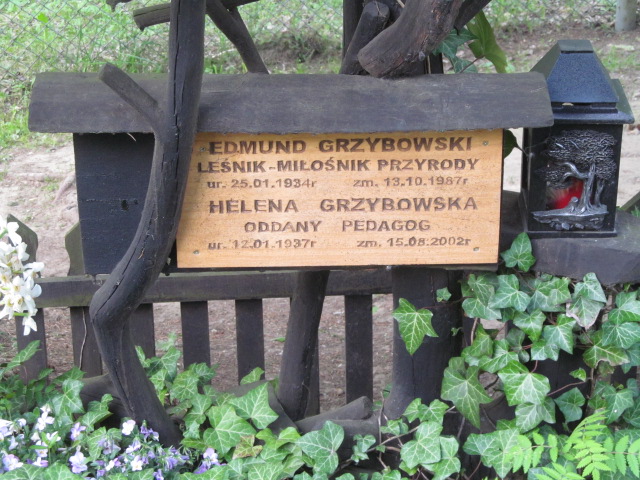 EDMUND GRZYBOWSKI
LEŚNIK-MIŁOŚNIK PRZYRODY
ur. 25.01.1934r zm. 13.10.1987r
HELENA GRZYBOWSKA
ODDANY PEDAGOG
ur. 12.01.1937r zm. 15.08.2002r